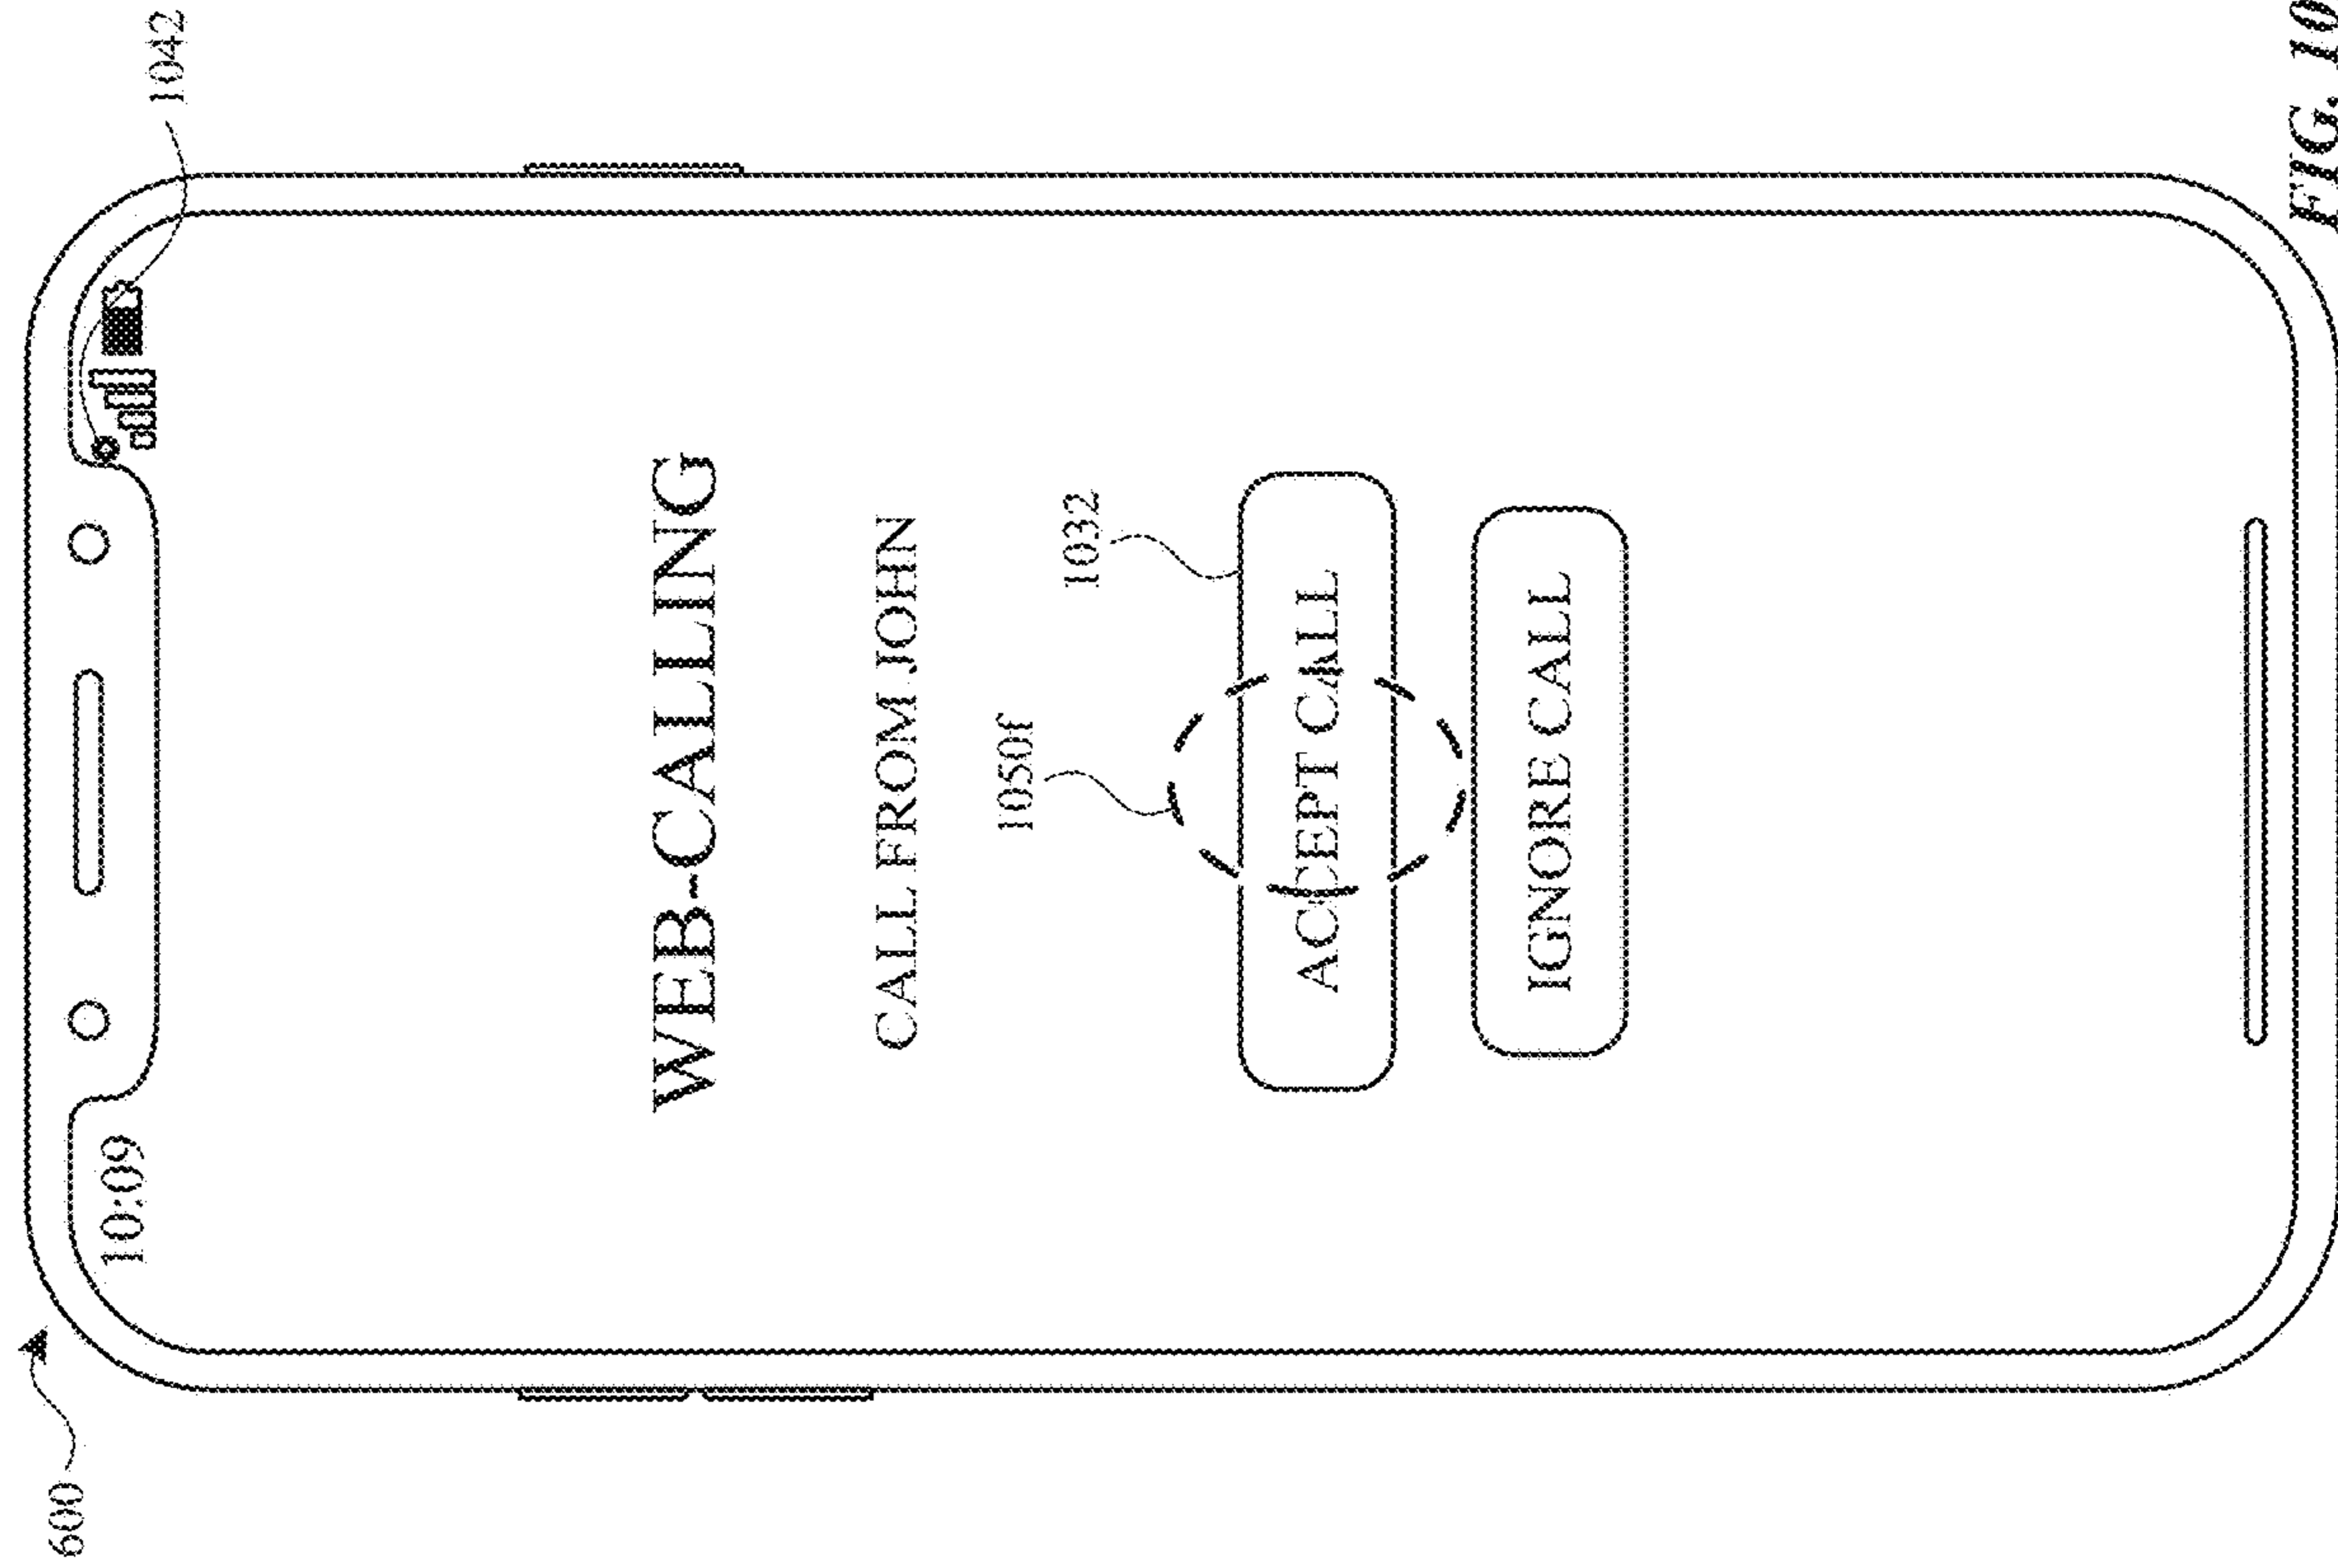 600
10:09
1042
WEB-CALLING
CALL FROM JOHN
1050f
1032
ACCEPT CALL
IGNORE CALL
FIG. 10